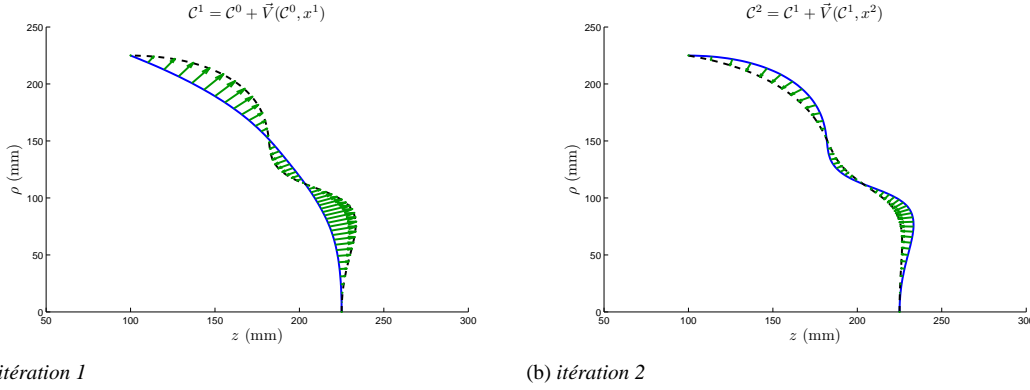 𝒞¹ = 𝒞⁰ + V⃗(𝒞⁰, x¹)
250
200
150
100
50
0
ρ (mm)
50 100 150 200 250 300
z (mm)
itération 1
𝒞² = 𝒞¹ + V⃗(𝒞¹, x²)
250
200
150
100
50
0
ρ (mm)
50 100 150 200 250 300
z (mm)
(b) itération 2